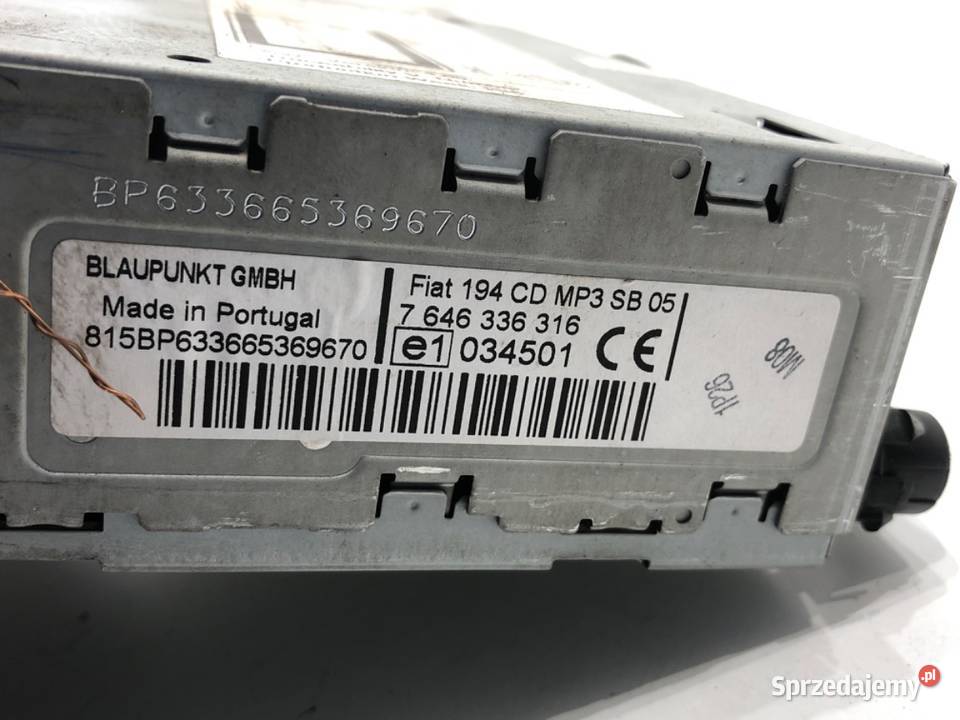 BP633665369670
BLAUPUNKT GMBH
Made in Portugal
815BP633665369670
Fiat 194 CD MP3 SB 05
7 646 336 316
e1 034501 CE
1P26
Sprzedajemy.pl